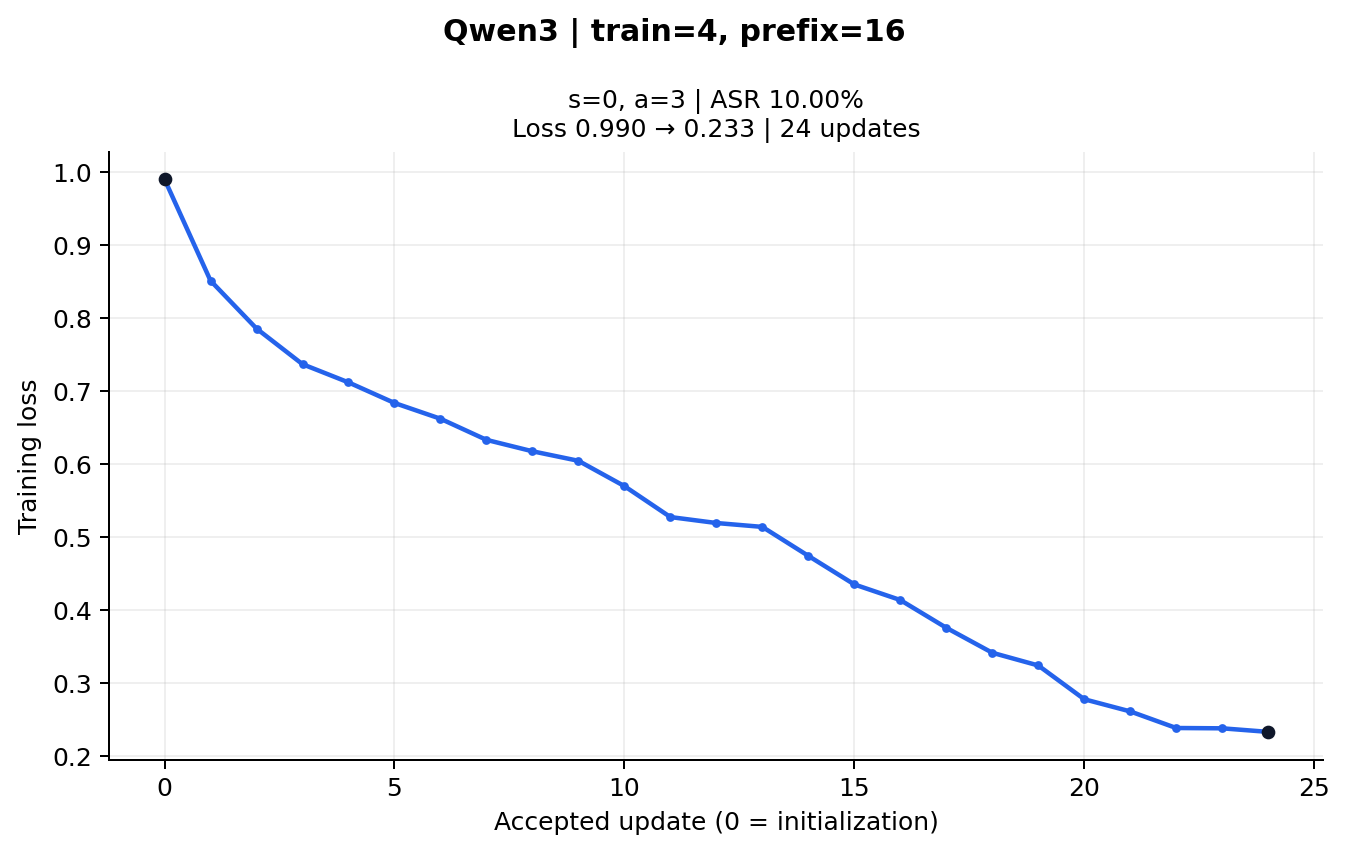 Qwen3 | train=4, prefix=16
s=0, a=3 | ASR 10.00%
Loss 0.990 → 0.233 | 24 updates
1.0
0.9
0.8
0.7
0.6
0.5
0.4
0.3
0.2
Training loss
0 5 10 15 20 25
Accepted update (0 = initialization)